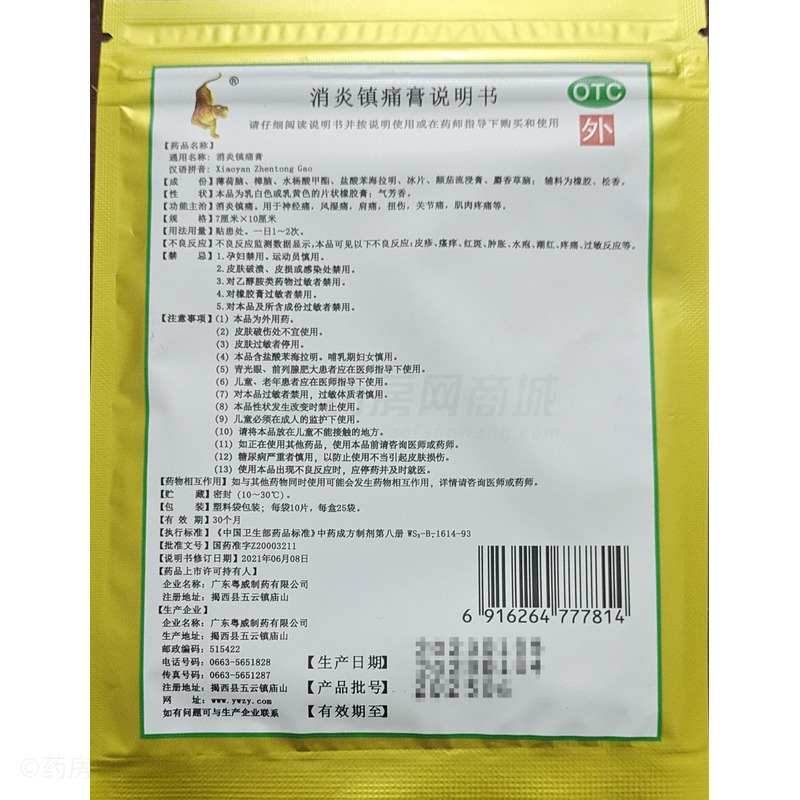 ®
消炎镇痛膏说明书
OTC
请仔细阅读说明书并按说明使用或在药师指导下购买和使用
外
【药品名称】
通用名称：消炎镇痛膏
汉语拼音：Xiaoyan Zhentong Gao
【成　份】薄荷脑、樟脑、水杨酸甲酯、盐酸苯海拉明、冰片、颠茄流浸膏、麝香草脑； 辅料为橡胶、松香。
【性　状】本品为乳白色或乳黄色的片状橡胶膏；气芳香。
【功能主治】消炎镇痛。用于神经痛，风湿痛，肩痛，扭伤，关节痛，肌肉疼痛等。
【规　格】7厘米×10厘米
【用法用量】贴患处。一日1～2次。
【不良反应】不良反应监测数据显示,本品可见以下不良反应:皮疹、瘙痒、红斑、肿胀、水疱、潮红、疼痛、过敏反应等。
【禁　忌】1.孕妇禁用。运动员慎用。
2.皮肤破溃、皮损或感染处禁用。
3.对乙醇胺类药物过敏者禁用。
4.对橡胶膏过敏者禁用。
5.对本品及所含成份过敏者禁用。
【注意事项】(1) 本品为外用药。
(2) 皮肤破伤处不宜使用。
(3) 皮肤过敏者停用。
(4) 本品含盐酸苯海拉明。哺乳期妇女慎用。
(5) 青光眼、前列腺肥大患者应在医师指导下使用。
(6) 儿童、老年患者应在医师指导下使用。
(7) 对本品过敏者禁用，过敏体质者慎用。
(8) 本品性状发生改变时禁止使用。
(9) 儿童必须在成人的监护下使用。
(10) 请将本品放在儿童不能接触的地方。
(11) 如正在使用其他药品，使用本品前请咨询医师或药师。
(12) 糖尿病严重者慎用，以防止使用不当引起皮肤损伤。
(13) 使用本品出现不良反应时，应停药并及时就医。
【药物相互作用】如与其他药物同时使用可能会发生药物相互作用，详情请咨询医师或药师。
【贮　藏】密封（10～30℃）。
【包　装】塑料袋包装；每袋10片，每盒25袋。
【有 效 期】30个月
【执行标准】《中国卫生部药品标准》中药成方制剂第八册 WS₃-B-1614-93
【批准文号】国药准字Z20003211
【说明书修订日期】2021年06月08日
【药品上市许可持有人】
企业名称：广东粤威制药有限公司
注册地址：揭西县五云镇庙山
【生产企业】
企业名称：广东粤威制药有限公司
生产地址：揭西县五云镇庙山
邮政编码：515422
电话号码：0663-5651828
传真号码：0663-5651287
注册地址：揭西县五云镇庙山
网　址：www.ywzy.com
如有问题可与生产企业联系
6 916264 777814
【生产日期】
【产品批号】
【有效期至】
房网商城
©药房